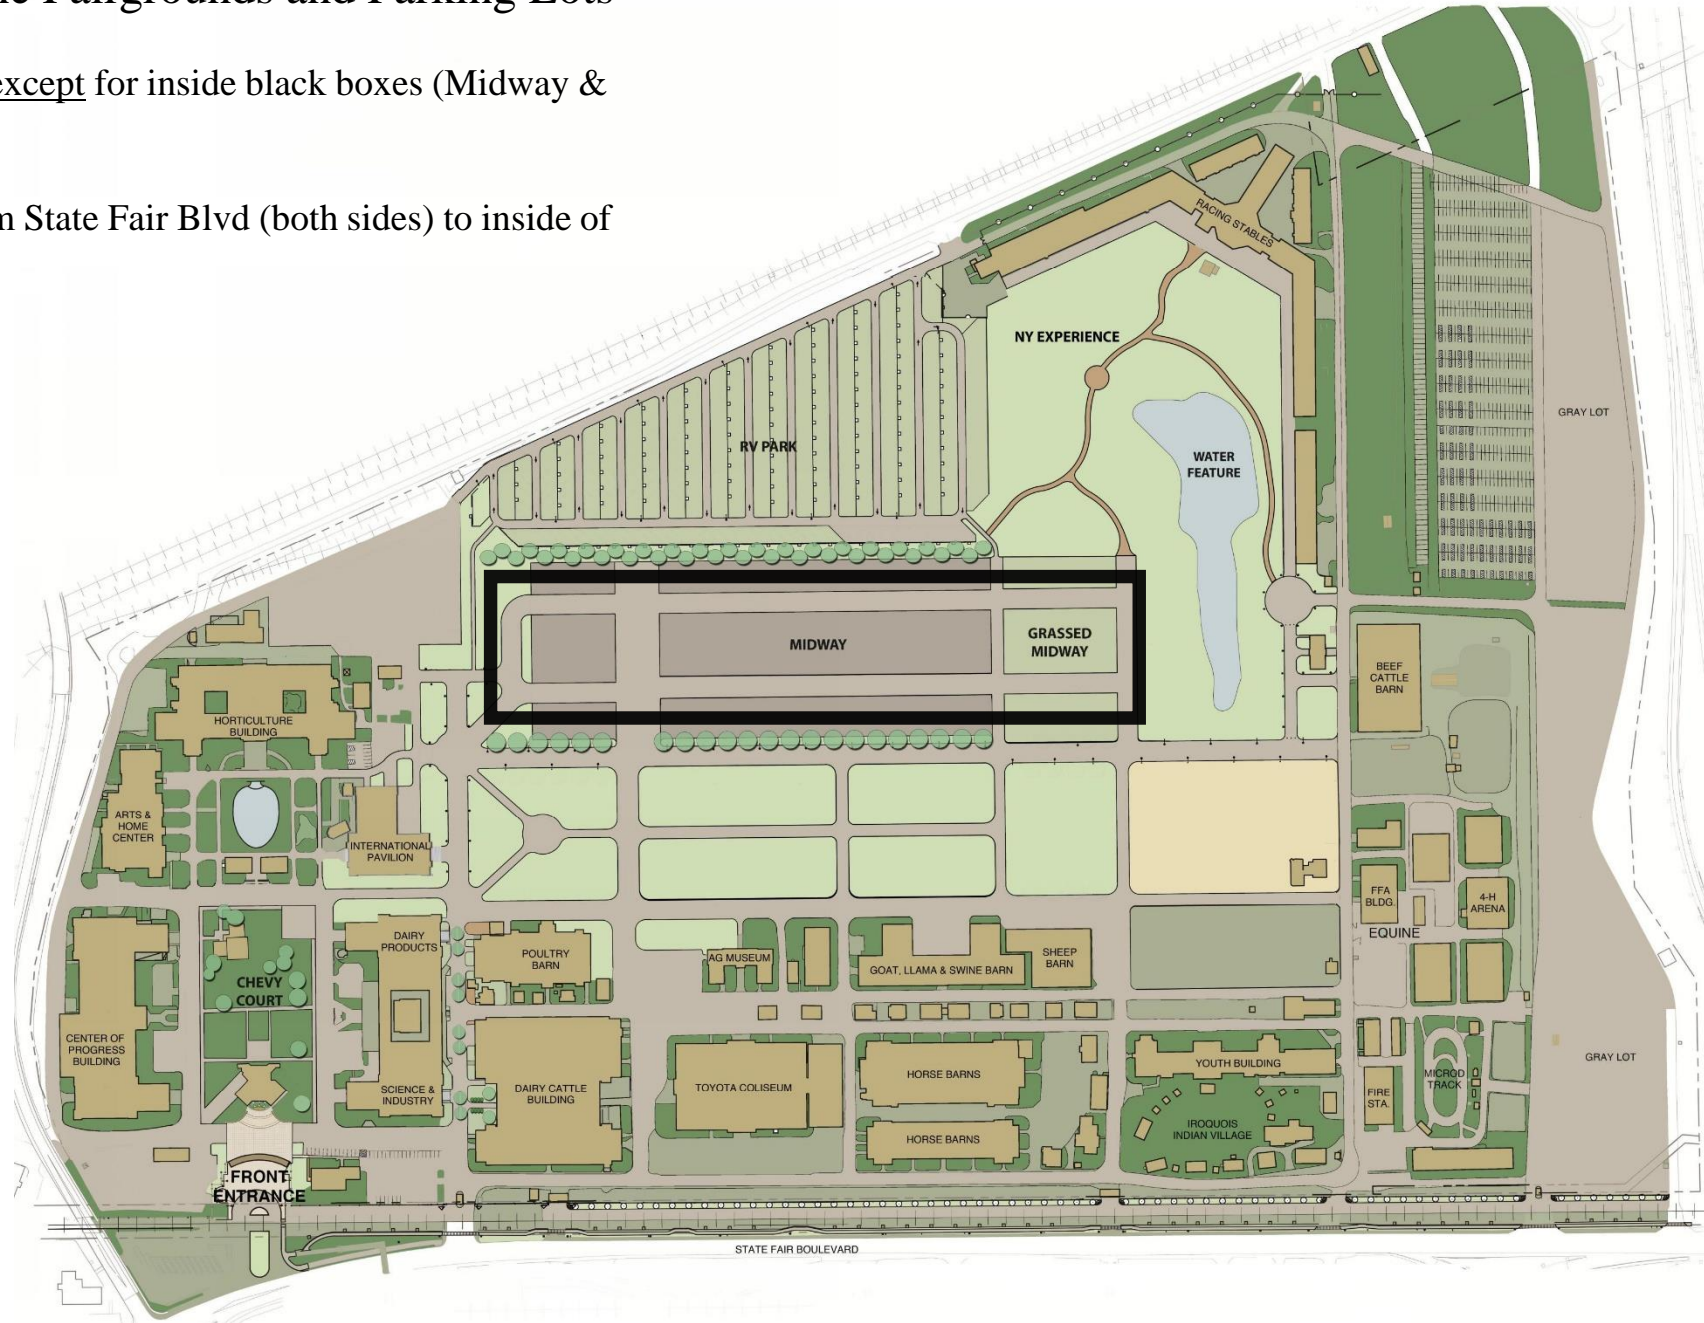 Fairgrounds and Parking Lots
except for inside black boxes (Midway &
State Fair Blvd (both sides) to inside of
RACING STABLES
NY EXPERIENCE
GRAY LOT
RV PARK
WATER
FEATURE
MIDWAY
GRASSED
MIDWAY
BEEF
CATTLE
BARN
HORTICULTURE
BUILDING
ARTS &
HOME
CENTER
INTERNATIONAL
PAVILION
FFA
BLDG.
4-H
ARENA
EQUINE
DAIRY
PRODUCTS
POULTRY
BARN
AG MUSEUM
GOAT, LLAMA & SWINE BARN
SHEEP
BARN
CHEVY
COURT
CENTER OF
PROGRESS
BUILDING
SCIENCE &
INDUSTRY
DAIRY CATTLE
BUILDING
TOYOTA COLISEUM
HORSE BARNS
HORSE BARNS
YOUTH BUILDING
IROQUOIS
INDIAN VILLAGE
FIRE
STA.
MICROD
TRACK
GRAY LOT
FRONT
ENTRANCE
STATE FAIR BOULEVARD